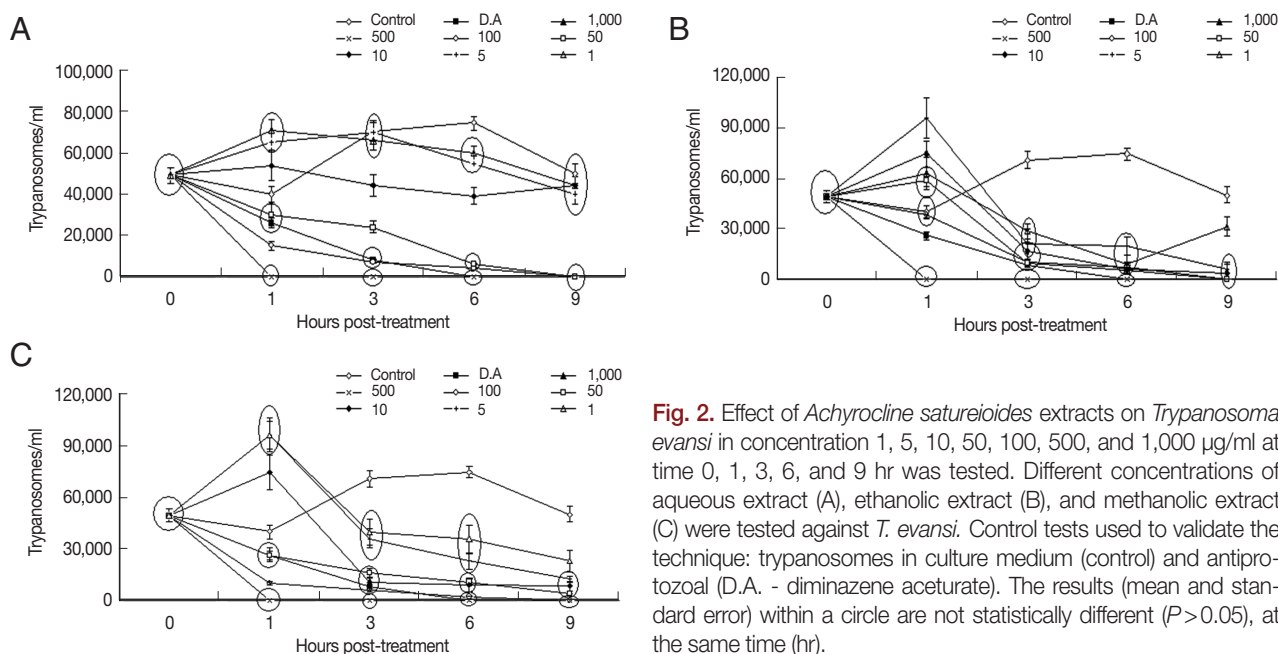 A
Control D.A 1,000
500 100 50
10 5 1
100,000
80,000
60,000
40,000
20,000
0
Trypanosomes/ml
0 1 3 6 9
Hours post-treatment
B
Control D.A 1,000
500 100 50
10 5 1
120,000
90,000
60,000
30,000
0
Trypanosomes/ml
0 1 3 6 9
Hours post-treatment
C
Control D.A 1,000
500 100 50
10 5 1
120,000
90,000
60,000
30,000
0
Trypanosomes/ml
0 1 3 6 9
Hours post-treatment
Fig. 2. Effect of Achyrocline satureioides extracts on Trypanosoma
evansi in concentration 1, 5, 10, 50, 100, 500, and 1,000 µg/ml at
time 0, 1, 3, 6, and 9 hr was tested. Different concentrations of
aqueous extract (A), ethanolic extract (B), and methanolic extract
(C) were tested against T. evansi. Control tests used to validate the
technique: trypanosomes in culture medium (control) and antipro-
tozoal (D.A. - diminazene aceturate). The results (mean and stan-
dard error) within a circle are not statistically different (P>0.05), at
the same time (hr).